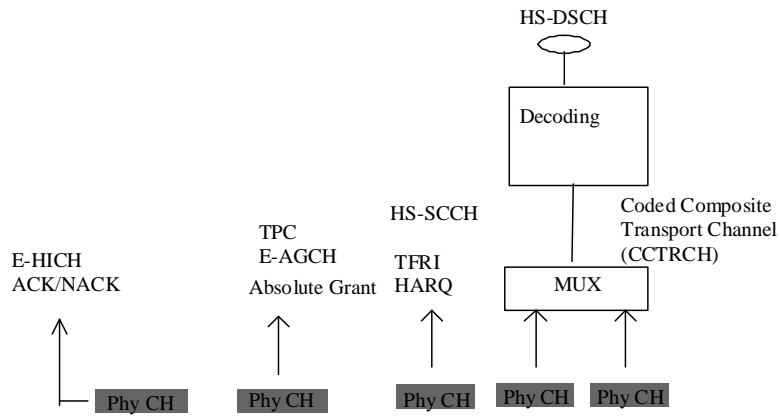 HS-DSCH
Decoding
Coded Composite
Transport Channel
(CCTRCH)
HS-SCCH
TPC
E-AGCH
Absolute Grant
E-HICH
ACK/NACK
TFRI
HARQ
MUX
Phy CH
Phy CH
Phy CH
Phy CH
Phy CH